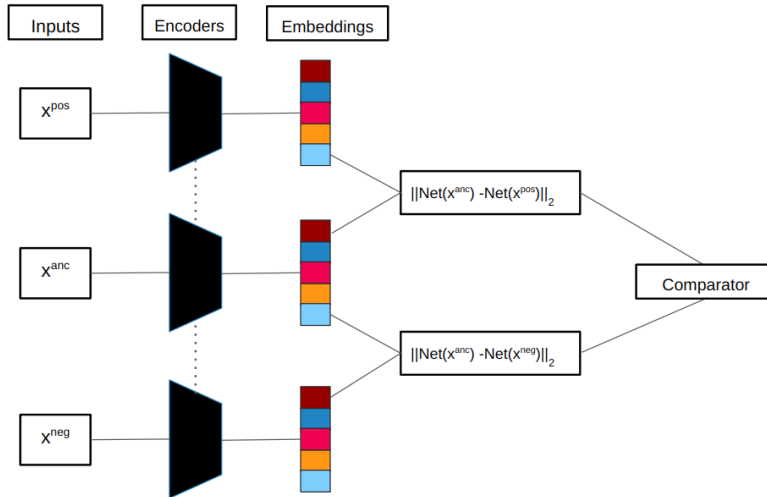 Inputs
Encoders
Embeddings
x^pos
||Net(x^anc) -Net(x^pos)||_2
x^anc
Comparator
||Net(x^anc) -Net(x^neg)||_2
x^neg